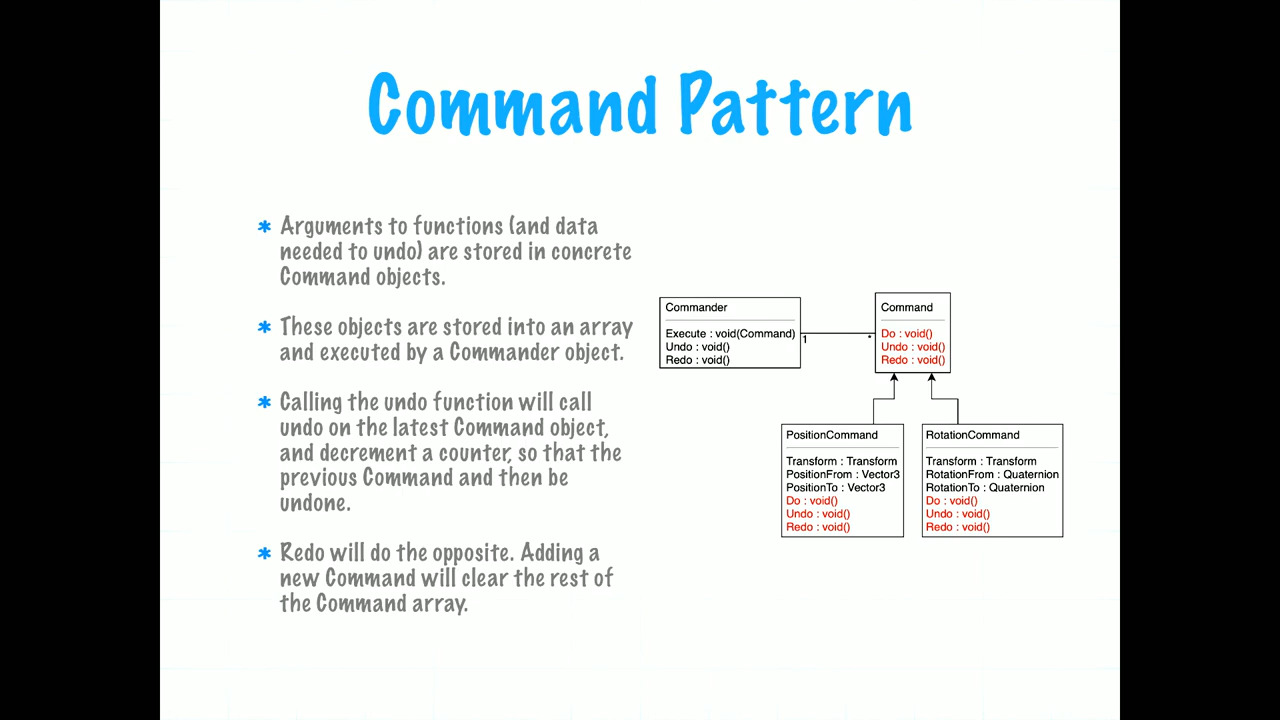 Command Pattern
* Arguments to functions (and data
needed to undo) are stored in concrete
Command objects.
* These objects are stored into an array
and executed by a Commander object.
* Calling the undo function will call
undo on the latest Command object,
and decrement a counter, so that the
previous Command and then be
undone.
* Redo will do the opposite. Adding a
new Command will clear the rest of
the Command array.
Commander
Execute : void(Command)
Undo : void()
Redo : void()
1
*
Command
Do : void()
Undo : void()
Redo : void()
PositionCommand
Transform : Transform
PositionFrom : Vector3
PositionTo : Vector3
Do : void()
Undo : void()
Redo : void()
RotationCommand
Transform : Transform
RotationFrom : Quaternion
RotationTo : Quaternion
Do : void()
Undo : void()
Redo : void()